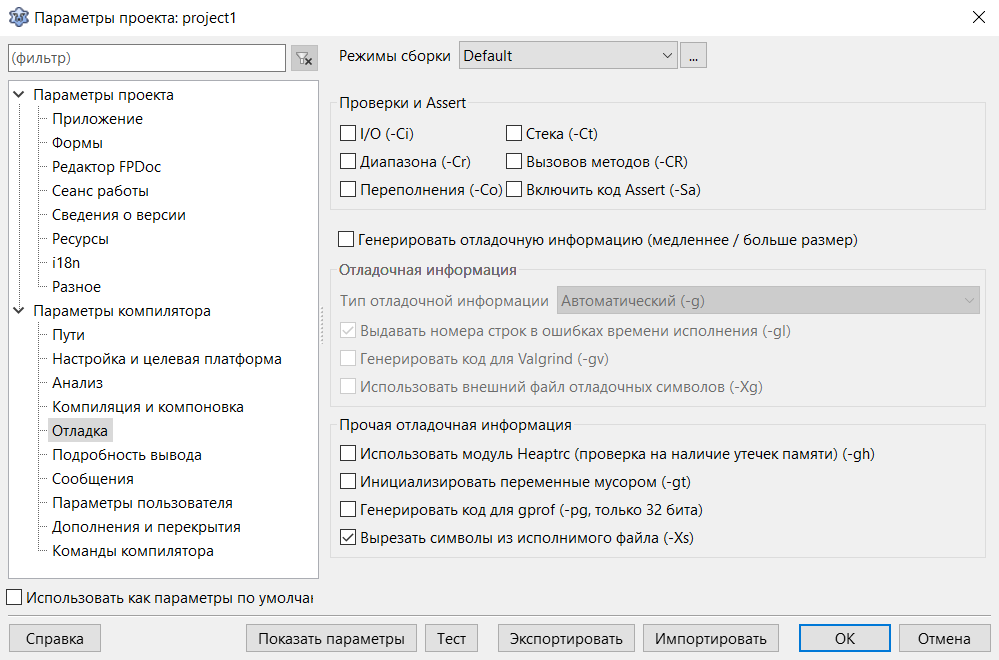 Параметры проекта: project1
(фильтр)
Режимы сборки Default ...
Параметры проекта
Приложение
Формы
Редактор FPDoc
Сеанс работы
Сведения о версии
Ресурсы
i18n
Разное
Параметры компилятора
Пути
Настройка и целевая платформа
Анализ
Компиляция и компоновка
Отладка
Подробность вывода
Сообщения
Параметры пользователя
Дополнения и перекрытия
Команды компилятора
Проверки и Assert
I/O (-Ci) Стека (-Ct)
Диапазона (-Cr) Вызовов методов (-CR)
Переполнения (-Co) Включить код Assert (-Sa)
Генерировать отладочную информацию (медленнее / больше размер)
Отладочная информация
Тип отладочной информации Автоматический (-g)
Выдавать номера строк в ошибках времени исполнения (-gl)
Генерировать код для Valgrind (-gv)
Использовать внешний файл отладочных символов (-Xg)
Прочая отладочная информация
Использовать модуль Heaptrc (проверка на наличие утечек памяти) (-gh)
Инициализировать переменные мусором (-gt)
Генерировать код для gprof (-pg, только 32 бита)
Вырезать символы из исполнимого файла (-Xs)
Использовать как параметры по умолчан
Справка Показать параметры Тест Экспортировать Импортировать OK Отмена